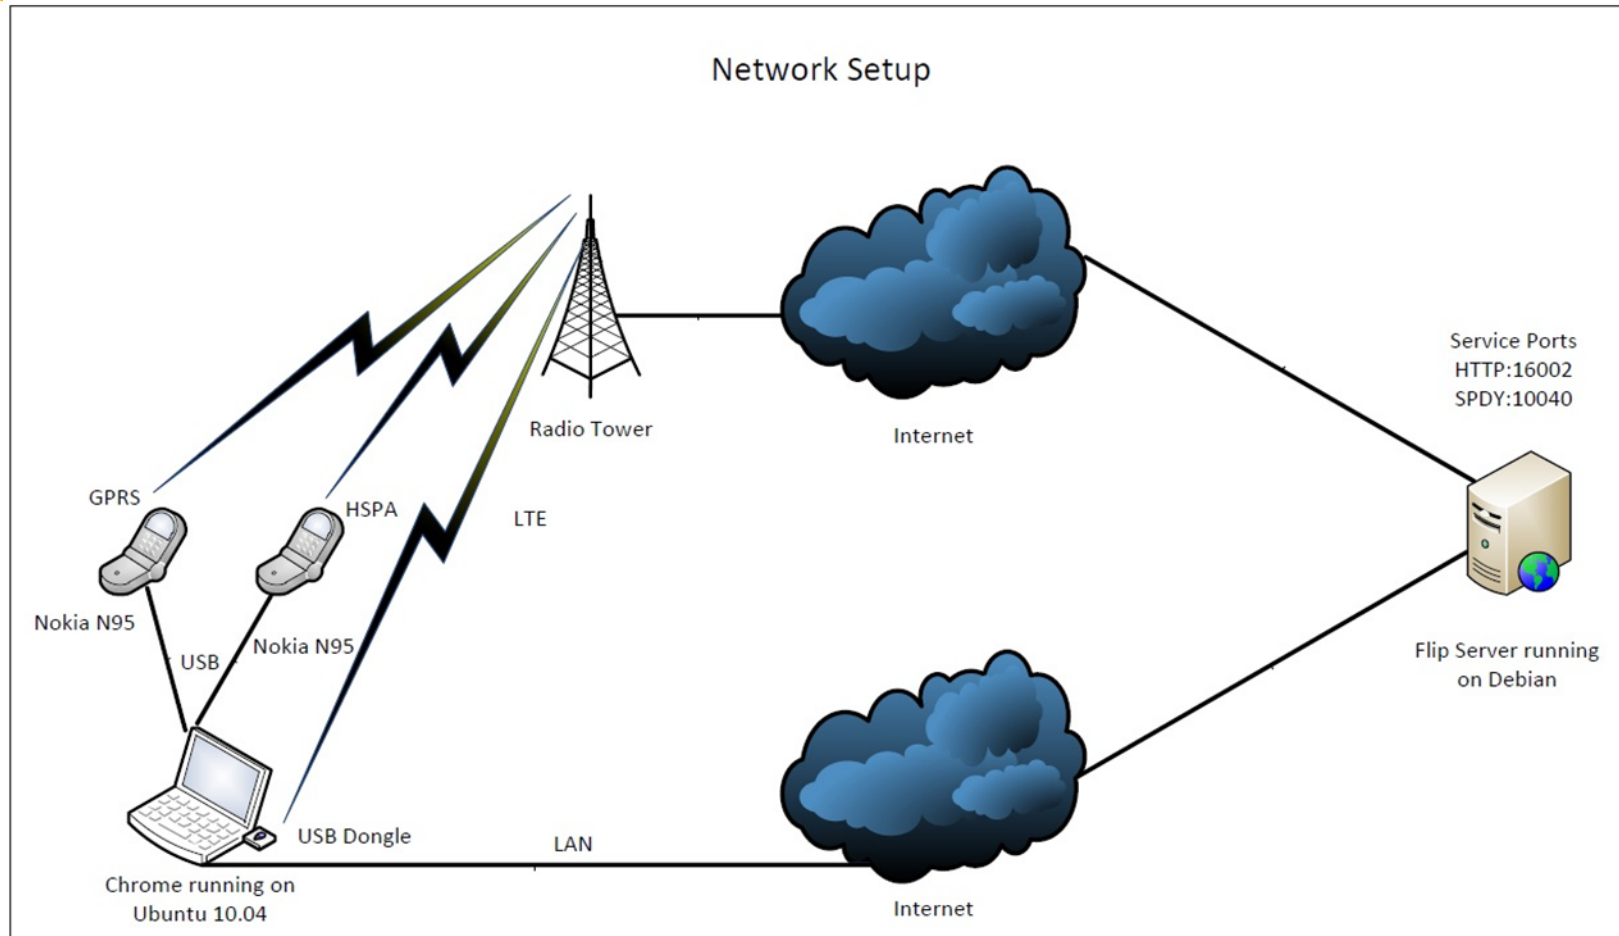 Network Setup
Service Ports
HTTP:16002
SPDY:10040
Radio Tower
Internet
GPRS
HSPA
LTE
Nokia N95
Nokia N95
USB
Flip Server running
on Debian
USB Dongle
LAN
Chrome running on
Ubuntu 10.04
Internet